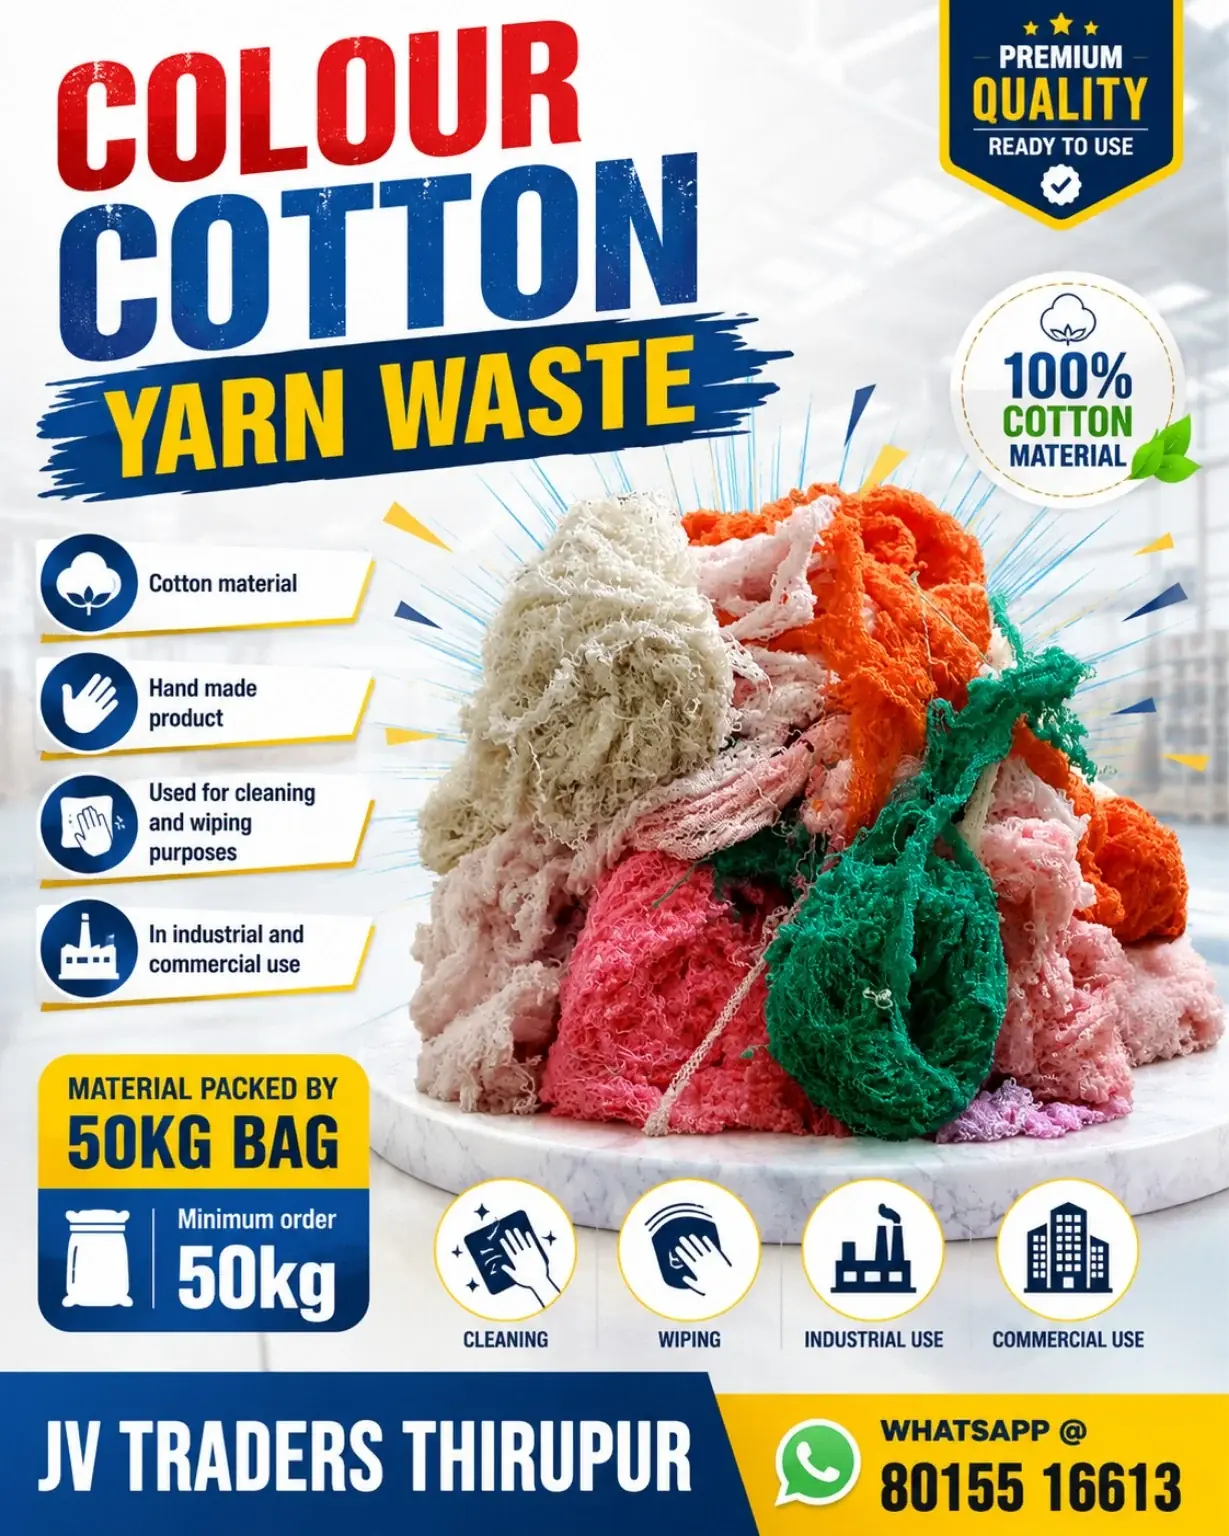 COLOUR
COTTON
YARN WASTE
PREMIUM
QUALITY
READY TO USE
100%
COTTON
MATERIAL
Cotton material
Hand made
product
Used for cleaning
and wiping
purposes
In industrial and
commercial use
MATERIAL PACKED BY
50KG BAG
Minimum order
50kg
CLEANING
WIPING
INDUSTRIAL USE
COMMERCIAL USE
JV TRADERS THIRUPUR
WHATSAPP @
80155 16613